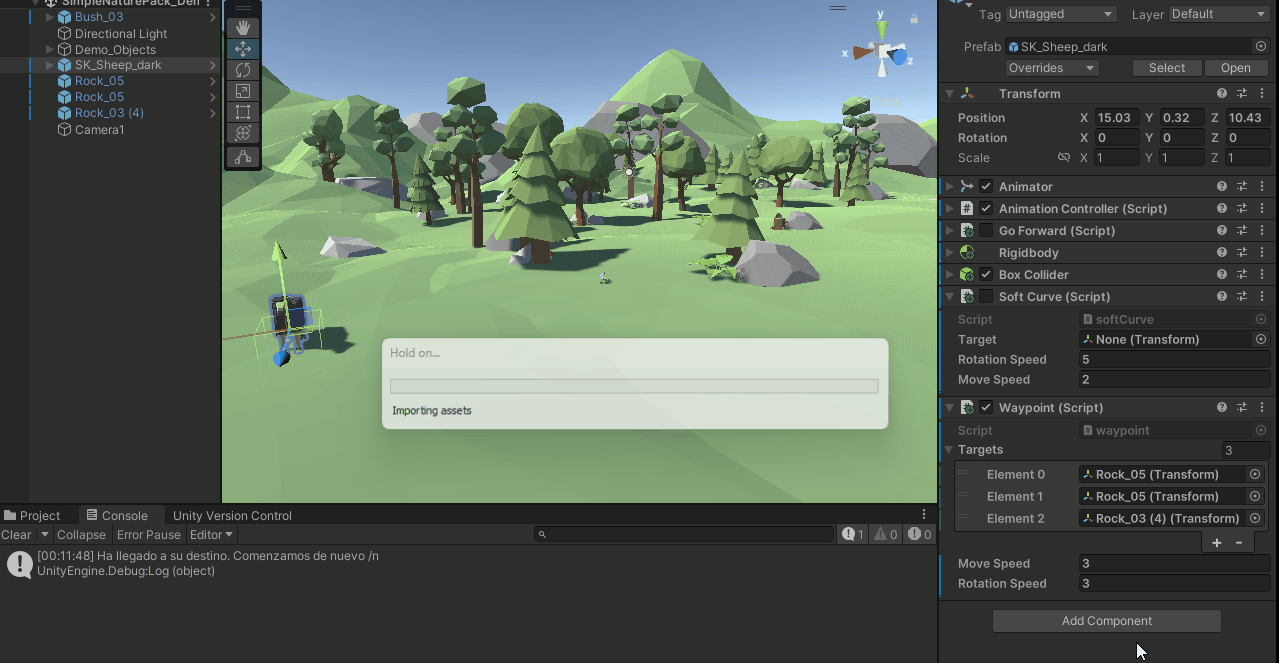 SimpleNaturePack_Den
Bush_03
Directional Light
Demo_Objects
SK_Sheep_dark
Rock_05
Rock_05
Rock_03 (4)
Camera1
y
x
z
Hold on...
Importing assets
Tag Untagged Layer Default
Prefab SK_Sheep_dark
Overrides Select Open
Transform
Position X 15.03 Y 0.32 Z 10.43
Rotation X 0 Y 0 Z 0
Scale X 1 Y 1 Z 1
Animator
# Animation Controller (Script)
Go Forward (Script)
Rigidbody
Box Collider
Soft Curve (Script)
Script softCurve
Target None (Transform)
Rotation Speed 5
Move Speed 2
Waypoint (Script)
Script waypoint
Targets 3
Element 0 Rock_05 (Transform)
Element 1 Rock_05 (Transform)
Element 2 Rock_03 (4) (Transform)
+ -
Move Speed 3
Rotation Speed 3
Add Component
Project Console Unity Version Control
Clear Collapse Error Pause Editor 1 0 0
[00:11:48] Ha llegado a su destino. Comenzamos de nuevo /n
UnityEngine.Debug:Log (object)